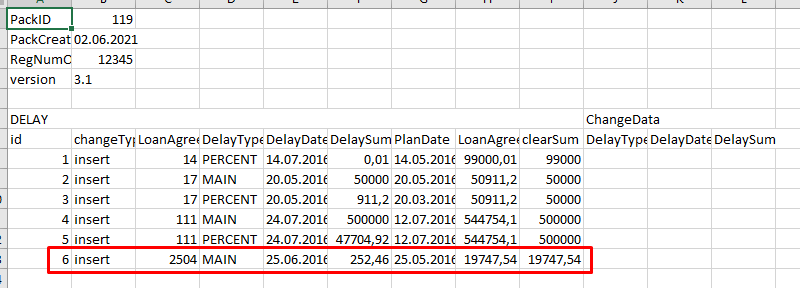 A B C D E F G H I J K L
PackID 119
PackCreat 02.06.2021
RegNumO 12345
version 3.1
DELAY ChangeData
id changeTyp LoanAgree DelayType DelayDate DelaySum PlanDate LoanAgree clearSum DelayType DelayDate DelaySum
1 insert 14 PERCENT 14.07.2016 0,01 14.05.2016 99000,01 99000
2 insert 17 MAIN 20.05.2016 50000 20.05.2016 50911,2 50000
3 insert 17 PERCENT 20.05.2016 911,2 20.03.2016 50911,2 50000
4 insert 111 MAIN 24.07.2016 500000 12.07.2016 544754,1 500000
5 insert 111 PERCENT 24.07.2016 47704,92 12.07.2016 544754,1 500000
6 insert 2504 MAIN 25.06.2016 252,46 25.05.2016 19747,54 19747,54